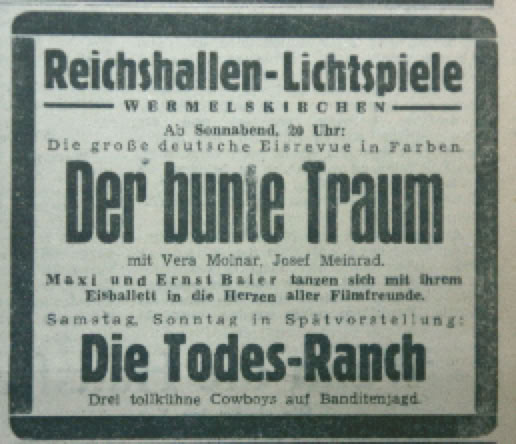 Reichshallen-Lichtspiele
WERMELSKIRCHEN
Ab Sonnabend, 20 Uhr:
Die große deutsche Eisrevue in Farben
Der bunte Traum
mit Vera Molnar, Josef Meinrad.
Maxi und Ernst Baier tanzen sich mit ihrem
Eisballett in die Herzen aller Filmfreunde.
Samstag, Sonntag in Spätvorstellung:
Die Todes-Ranch
Drei tollkühne Cowboys auf Banditenjagd.